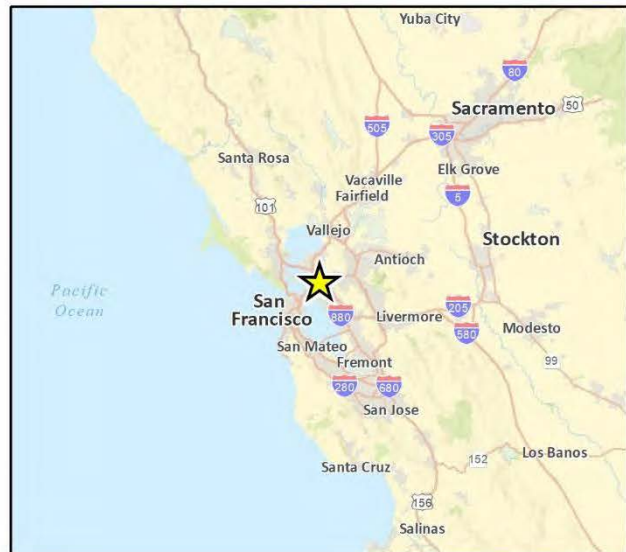 Yuba City
80
Sacramento
50
505
305
Santa Rosa
Elk Grove
Vacaville
Fairfield
5
101
Vallejo
Stockton
Antioch
Pacific
Ocean
San
Francisco
880
Livermore
205
580
Modesto
San Mateo
Fremont
99
280
680
San Jose
Los Banos
152
Santa Cruz
156
Salinas